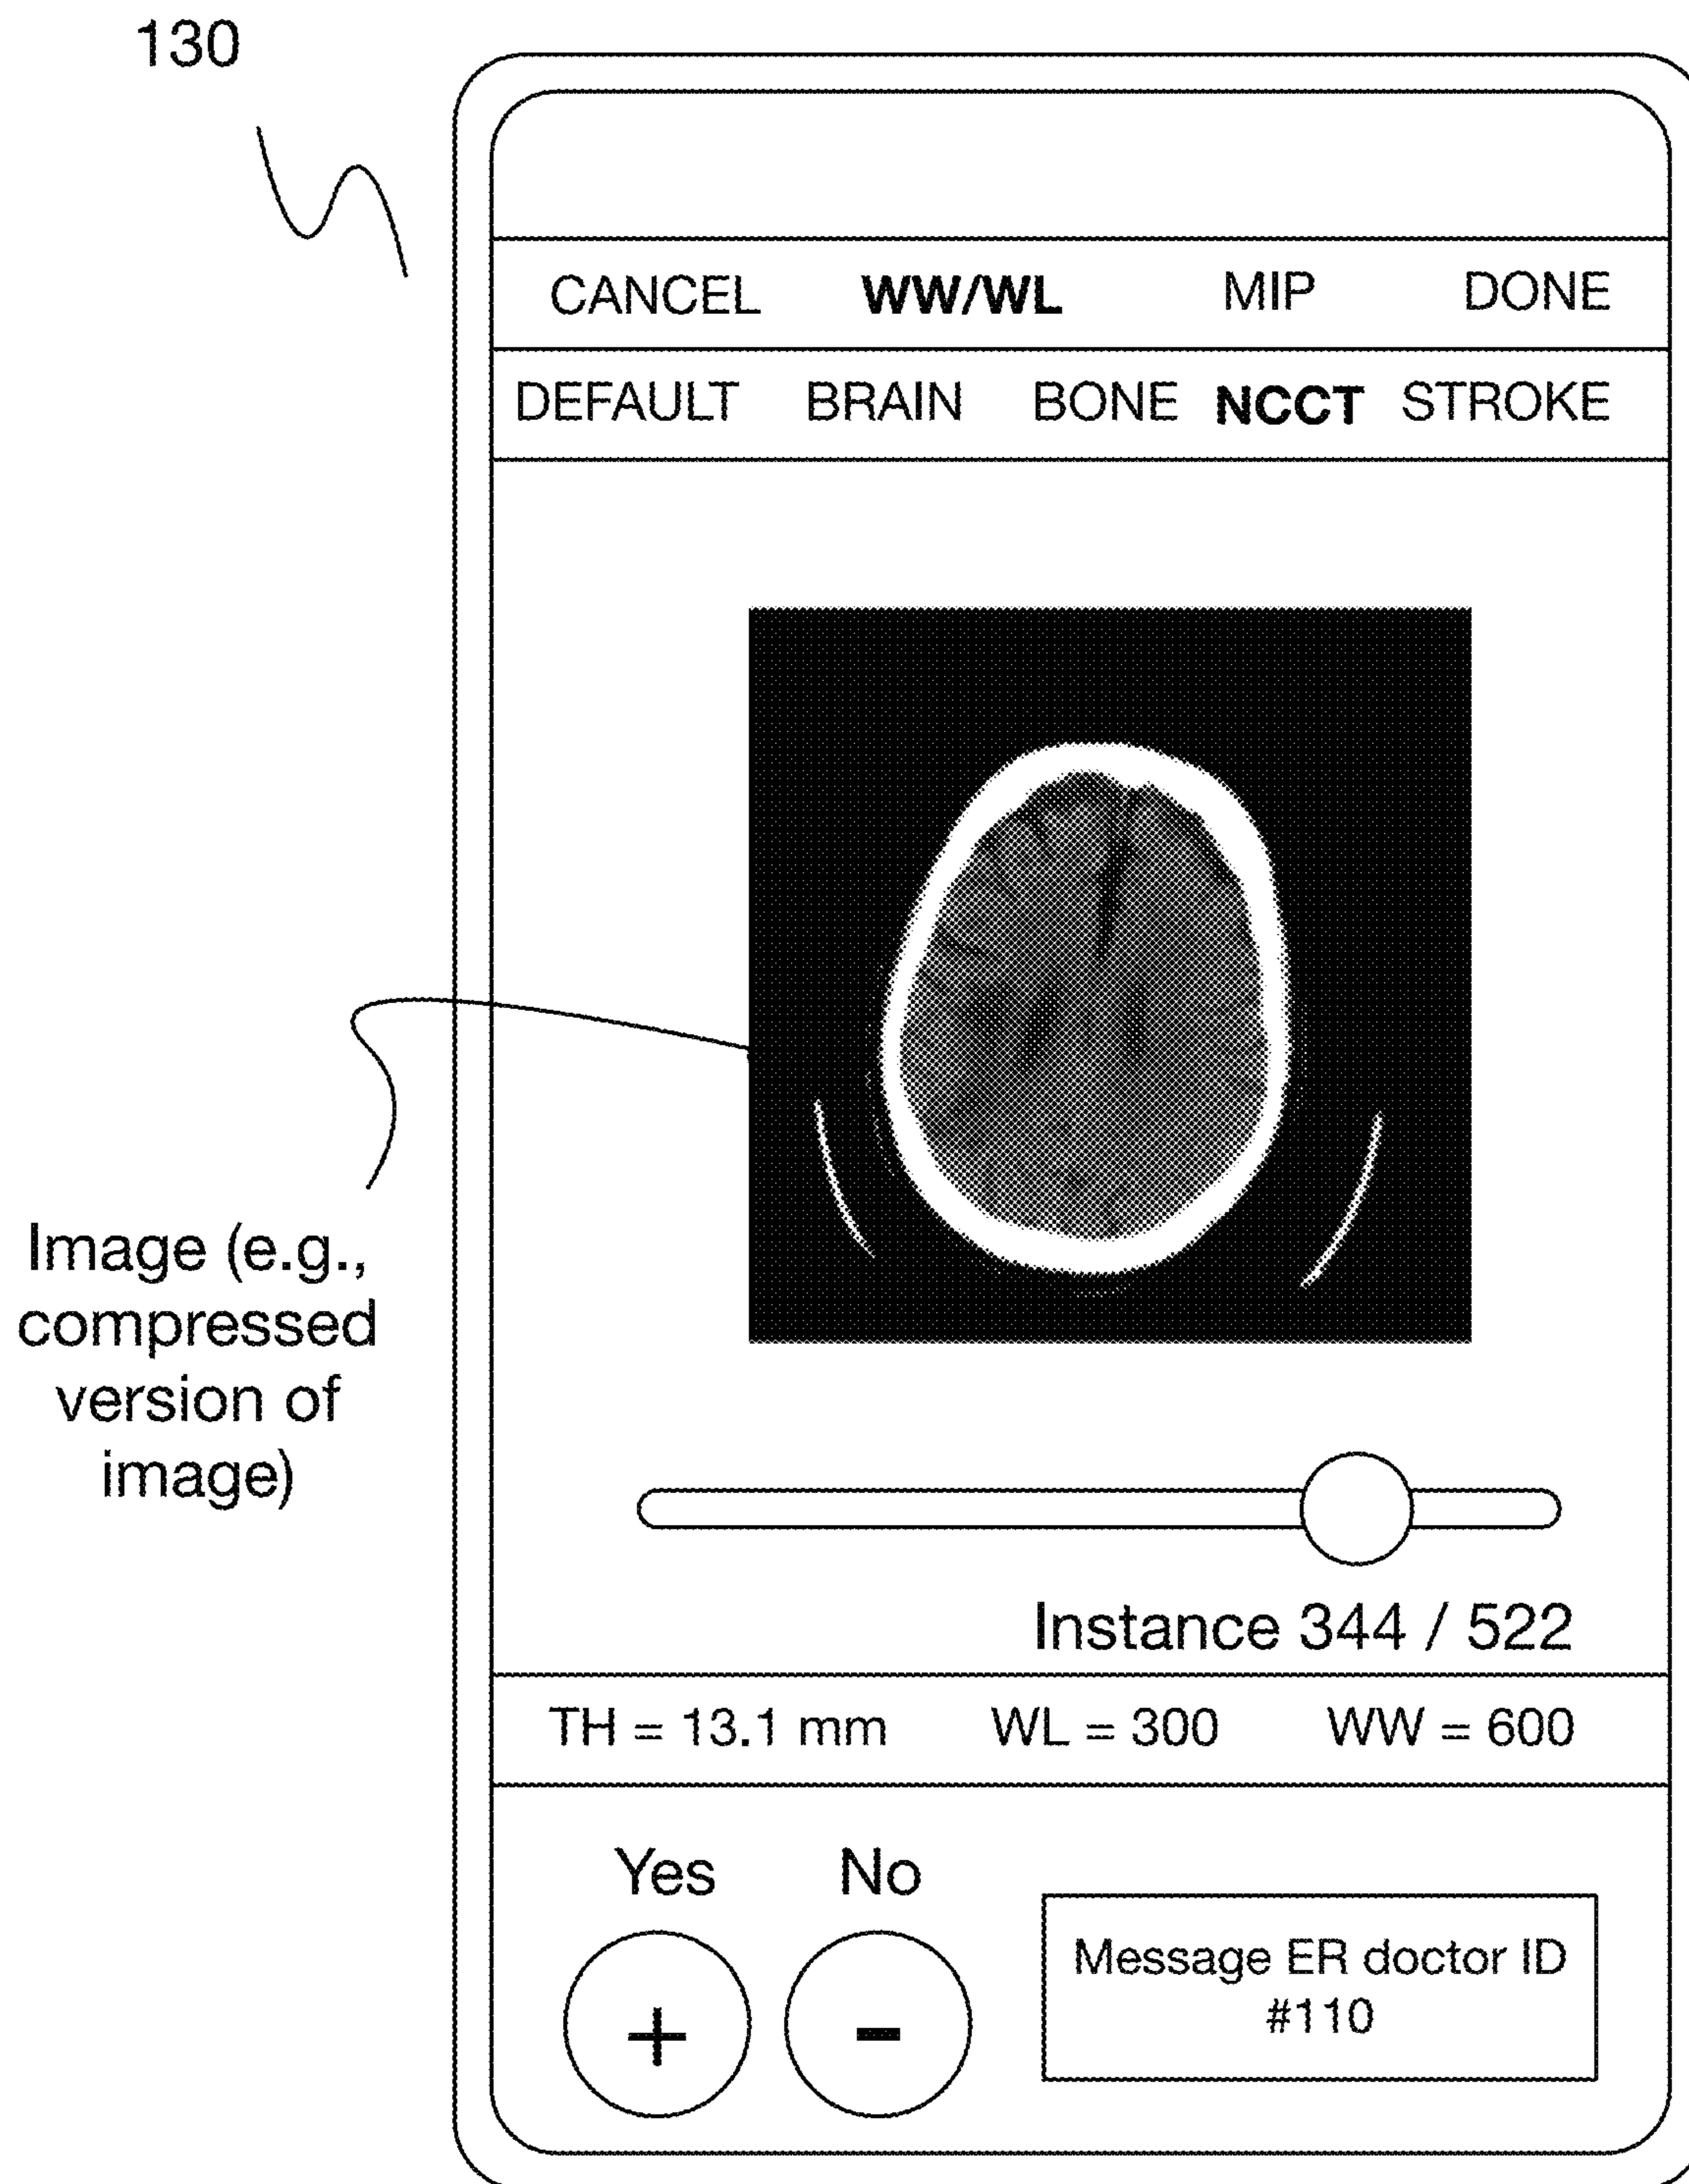 130
CANCEL WW/WL MIP DONE
DEFAULT BRAIN BONE NCCT STROKE
Image (e.g.,
compressed
version of
image)
Instance 344 / 522
TH = 13.1 mm WL = 300 WW = 600
Yes No
+ -
Message ER doctor ID
#110